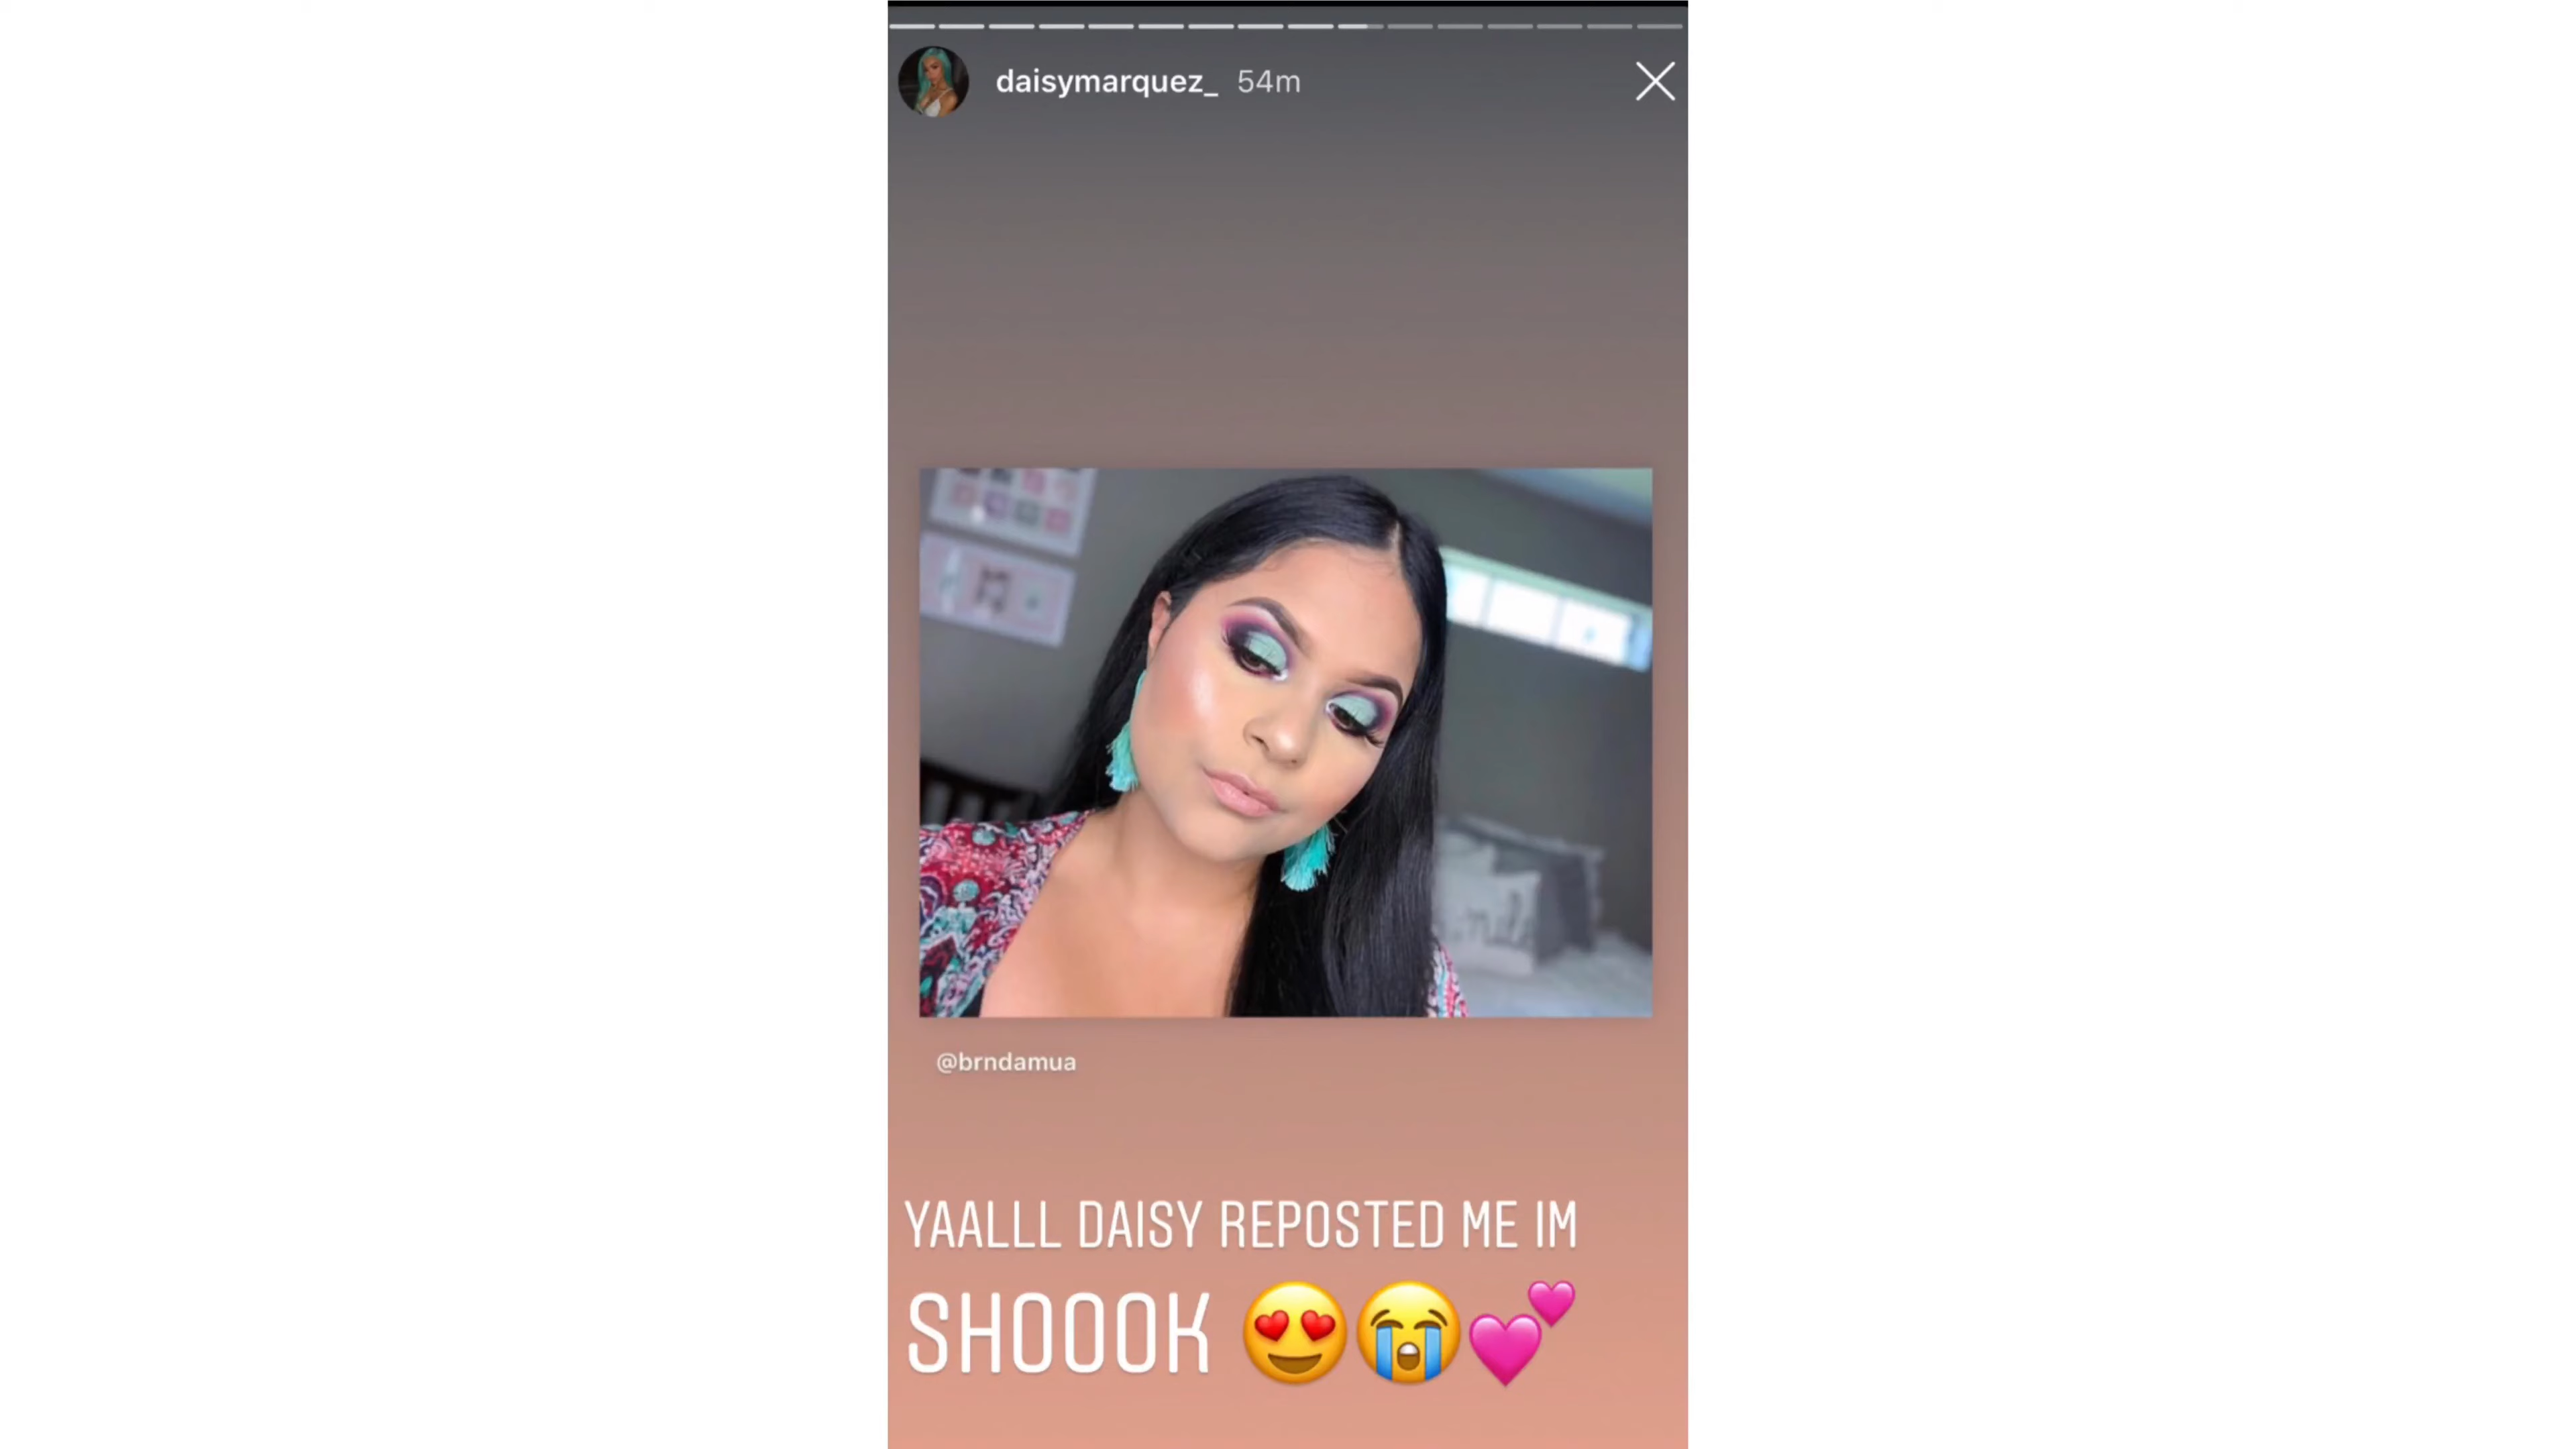 daisymarquez_ 54m
@brndamua
YAALLL DAISY REPOSTED ME IM
SHOOOK 😍😭💕